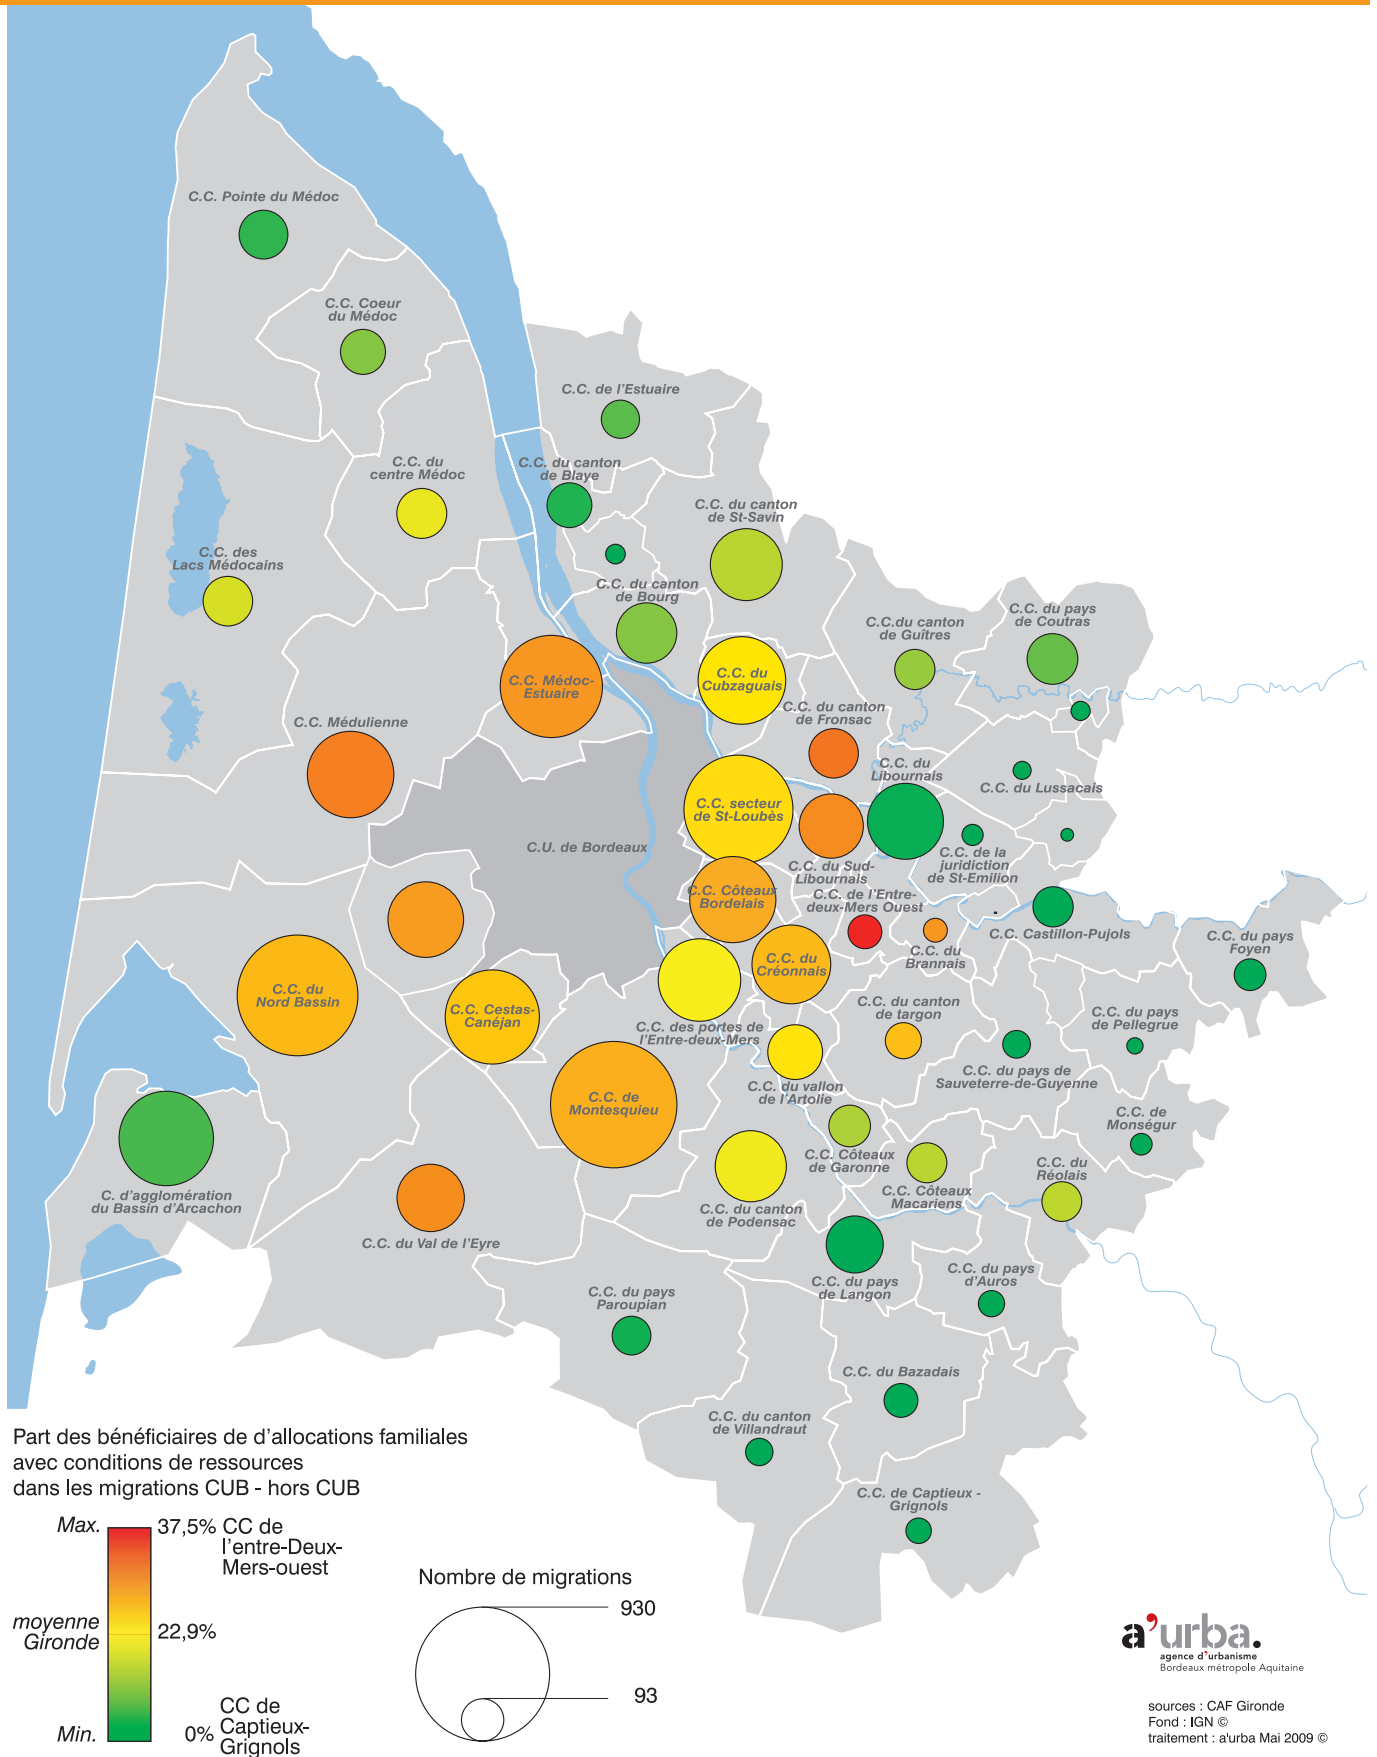 C.C. Pointe du Médoc
C.C. Coeur
du Médoc
C.C. de l'Estuaire
C.C. du
centre Médoc
C.C. du canton
de Blaye
C.C. du canton
de St-Savin
C.C. des
Lacs Médocains
C.C. du canton
de Bourg
C.C.du canton
de Guîtres
C.C. du pays
de Coutras
C.C. Médoc-
Estuaire
C.C. du
Cubzaguais
C.C. du canton
de Fronsac
C.C. Médulienne
C.C. du
Libournais
C.C. du Lussacais
C.C. secteur
de St-Loubès
C.U. de Bordeaux
C.C. du Sud-
Libournais
C.C. de la
juridiction
de St-Emilion
C.C. Côteaux
Bordelais
C.C. de l'Entre-
deux-Mers Ouest
C.C. Castillon-Pujols
C.C. du pays
Foyen
C.C. du
Brannais
C.C. du
Créonnais
C.C. du
Nord Bassin
C.C. Cestas-
Canéjan
C.C. du canton
de targon
C.C. des portes de
l'Entre-deux-Mers
C.C. du pays
de Pellegrue
C.C. du pays de
Sauveterre-de-Guyenne
C.C. du vallon
de l'Artolie
C.C. de
Montesquieu
C.C. de
Monségur
C.C. Côteaux
de Garonne
C.C. du
Réolais
C. d'agglomération
du Bassin d'Arcachon
C.C. Côteaux
Macariens
C.C. du canton
de Podensac
C.C. du Val de l'Eyre
C.C. du pays
de Langon
C.C. du pays
d'Auros
C.C. du pays
Paroupian
C.C. du Bazadais
C.C. du canton
de Villandraut
C.C. de Captieux -
Grignols
Part des bénéficiaires de d'allocations familiales
avec conditions de ressources
dans les migrations CUB - hors CUB
Max.
37,5% CC de
l'entre-Deux-
Mers-ouest
moyenne
Gironde
22,9%
Min.
0% CC de
Captieux-
Grignols
Nombre de migrations
930
93
a'urba.
agence d'urbanisme
Bordeaux métropole Aquitaine
sources : CAF Gironde
Fond : IGN ©
traitement : a'urba Mai 2009 ©